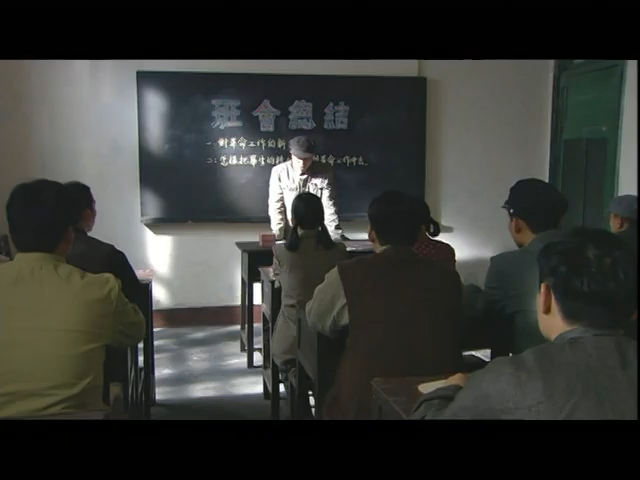 班會總結
一 對革命工作的
二：怎樣把畢生的 革命工作中去。